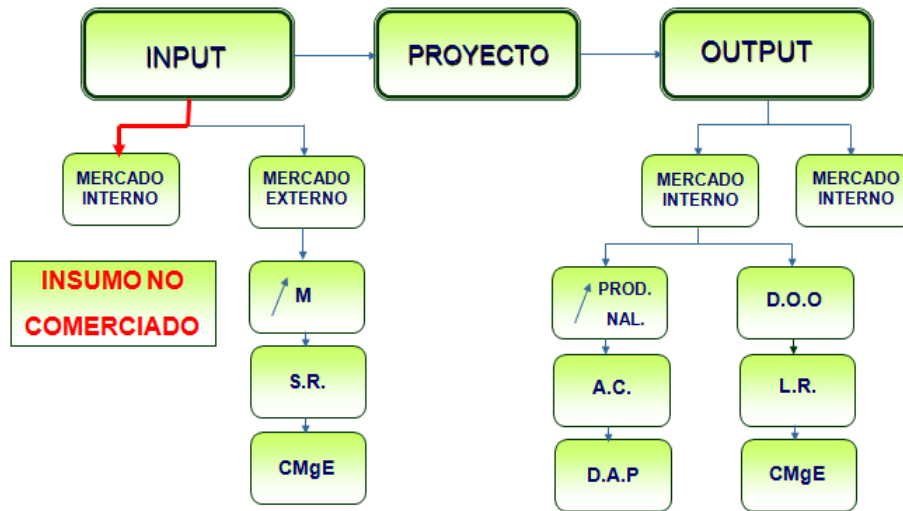 INPUT
PROYECTO
OUTPUT
MERCADO
INTERNO
MERCADO
EXTERNO
MERCADO
INTERNO
MERCADO
INTERNO
INSUMO NO
COMERCIADO
M
PROD.
NAL.
D.O.O
S.R.
A.C.
L.R.
CMgE
D.A.P
CMgE